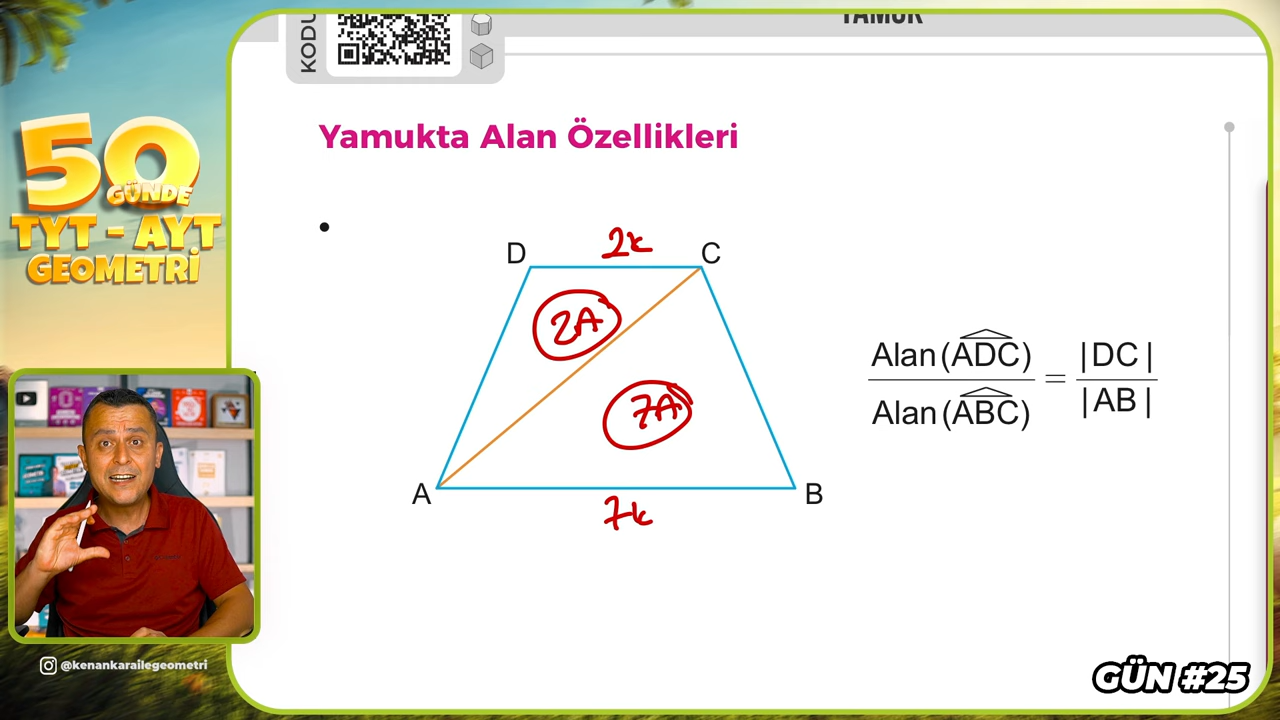 KODU
YAMUK
50
GÜNDE
TYT - AYT
GEOMETRİ
Yamukta Alan Özellikleri
•
2k
D
C
2A
7A
A
B
7k
Alan(ADC)
Alan(ABC)
=
|DC|
|AB|
@kenankarailegeometri
GÜN #25